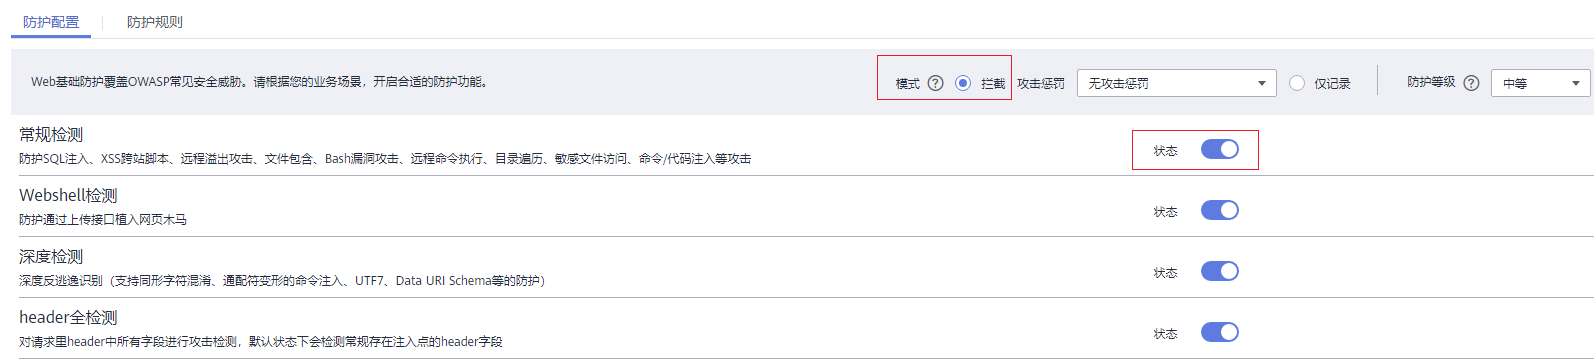 防护配置 防护规则
Web基础防护覆盖OWASP常见安全威胁。请根据您的业务场景，开启合适的防护功能。 模式 ? 拦截 攻击惩罚 无攻击惩罚 仅记录 防护等级 ? 中等
常规检测
防护SQL注入、XSS跨站脚本、远程溢出攻击、文件包含、Bash漏洞攻击、远程命令执行、目录遍历、敏感文件访问、命令/代码注入等攻击 状态
Webshell检测
防护通过上传接口植入网页木马 状态
深度检测
深度反逃逸识别（支持同形字符混淆、通配符变形的命令注入、UTF7、Data URI Schema等的防护） 状态
header全检测
对请求里header中所有字段进行攻击检测，默认状态下会检测常规存在注入点的header字段 状态